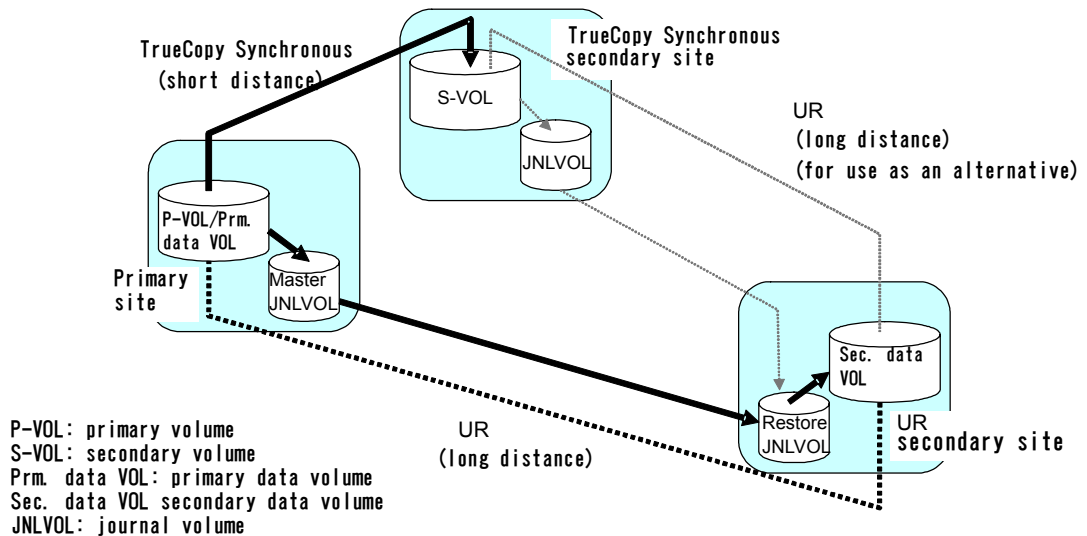 TrueCopy Synchronous
(short distance)
TrueCopy Synchronous
secondary site
S-VOL
JNLVOL
UR
(long distance)
(for use as an alternative)
P-VOL/Prm.
data VOL
Primary
site
Master
JNLVOL
Sec. data
VOL
Restore
JNLVOL
UR
secondary site
UR
(long distance)
P-VOL: primary volume
S-VOL: secondary volume
Prm. data VOL: primary data volume
Sec. data VOL secondary data volume
JNLVOL: journal volume